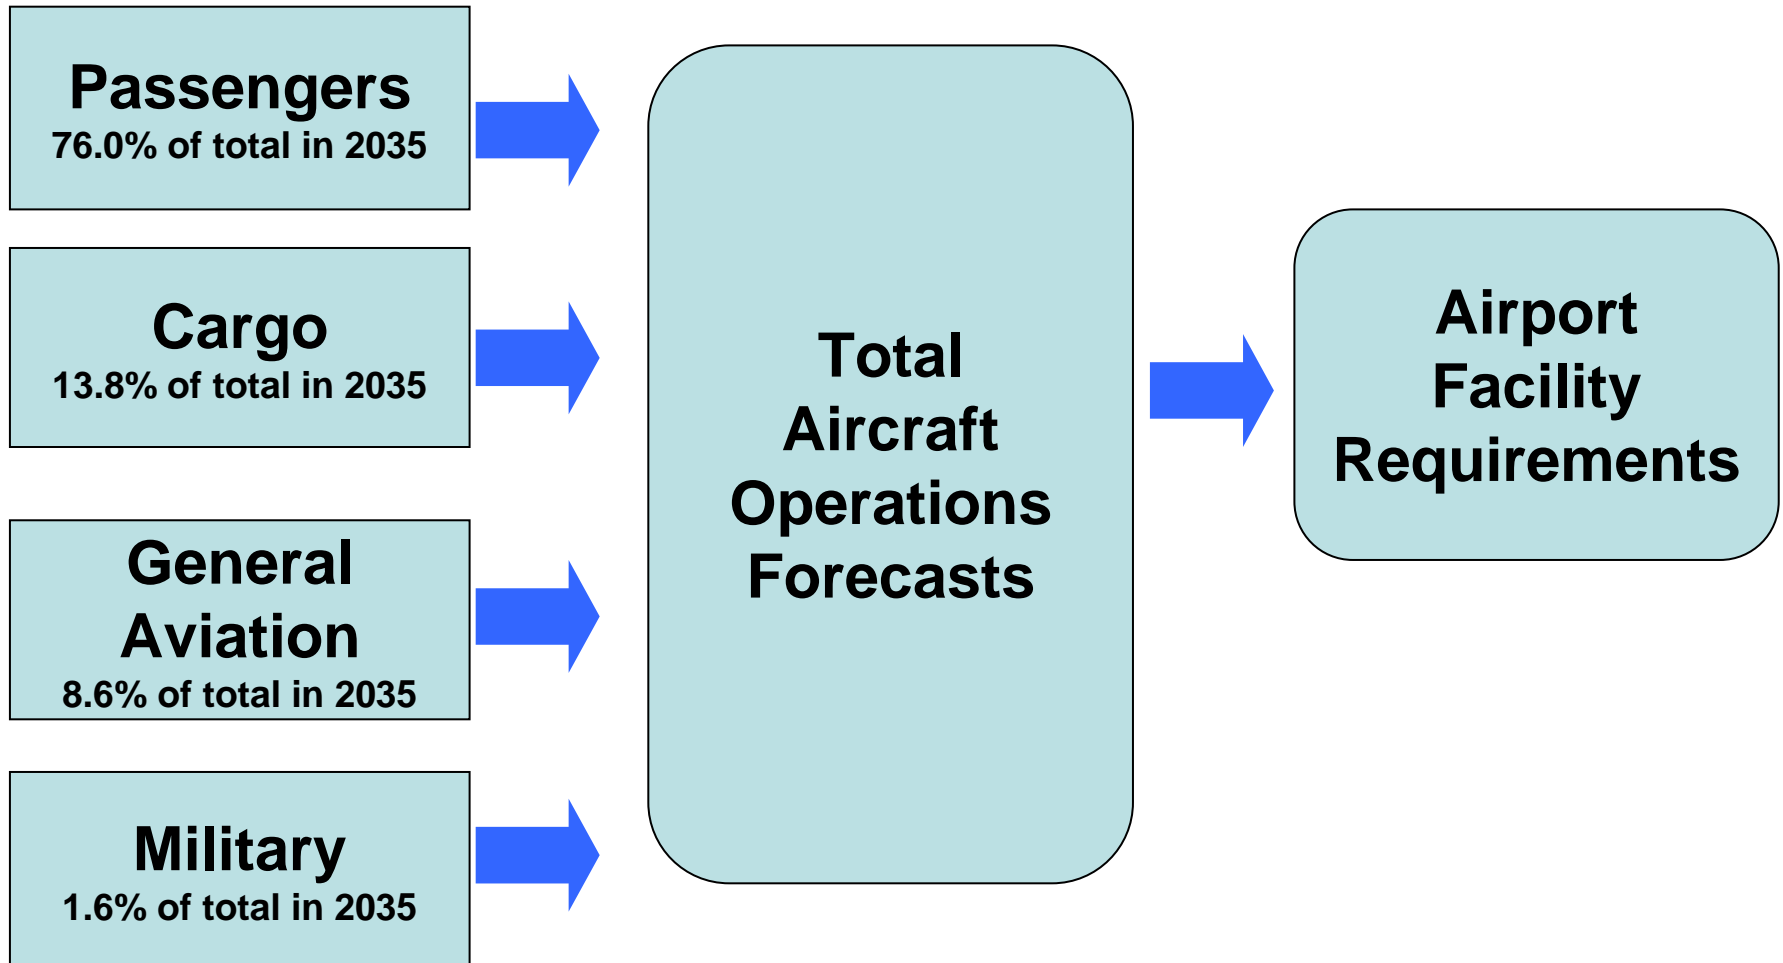 Passengers
76.0% of total in 2035
Cargo
13.8% of total in 2035
General
Aviation
8.6% of total in 2035
Military
1.6% of total in 2035
Total
Aircraft
Operations
Forecasts
Airport
Facility
Requirements